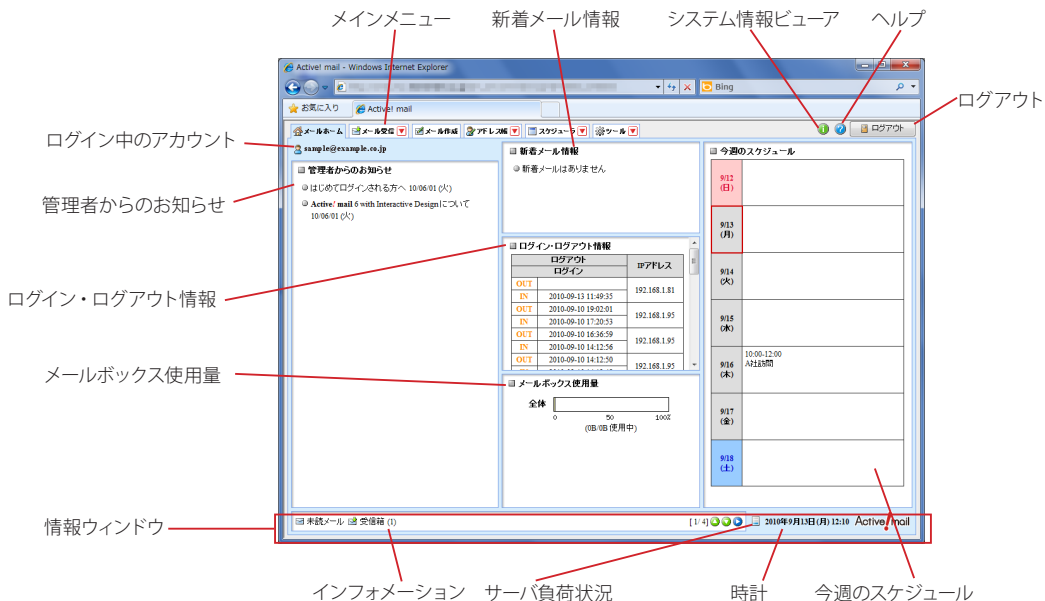 メインメニュー
新着メール情報
システム情報ビューア
ヘルプ
ログアウト
ログイン中のアカウント
管理者からのお知らせ
ログイン・ログアウト情報
メールボックス使用量
情報ウィンドウ
Active! mail - Windows Internet Explorer
Bing
お気に入り
Active! mail
メールホーム メール受信 メール作成 アドレス帳 スケジューラ ツール
ログアウト
sample@example.co.jp
管理者からのお知らせ
はじめてログインされる方へ 10/06/01 (火)
Active! mail 6 with Interactive Designについて
10/06/01 (火)
新着メール情報
新着メールはありません
ログイン・ログアウト情報
ログアウト
ログイン
IPアドレス
OUT
IN 2010-09-13 11:49:35
192.168.1.81
OUT 2010-09-10 19:02:01
IN 2010-09-10 17:20:53
192.168.1.95
OUT 2010-09-10 16:36:59
IN 2010-09-10 14:12:56
192.168.1.95
OUT 2010-09-10 14:12:50
192.168.1.95
メールボックス使用量
全体
0 50 100%
(0B/0B 使用中)
今週のスケジュール
9/12
(日)
9/13
(月)
9/14
(火)
9/15
(水)
9/16
(木)
10:00-12:00
A社訪問
9/17
(金)
9/18
(土)
未読メール 受信箱 (1)
[1/4]
2010年9月13日(月) 12:10 Active! mail
インフォメーション
サーバ負荷状況
時計
今週のスケジュール